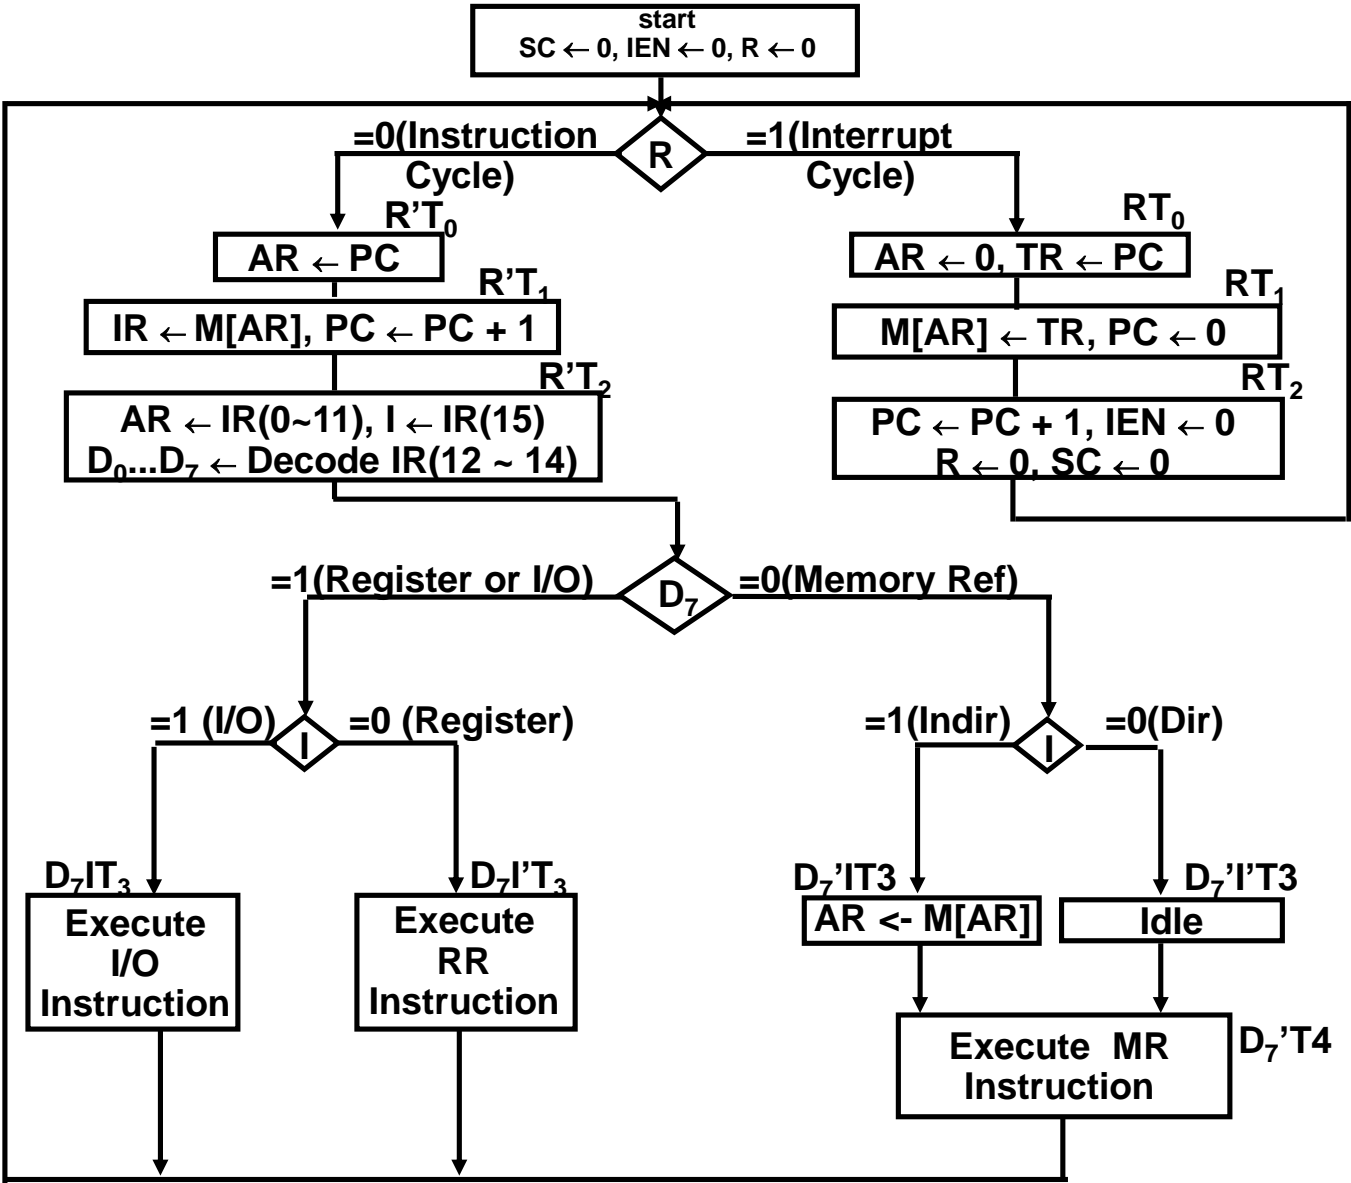 start
SC ← 0, IEN ← 0, R ← 0
=0(Instruction
Cycle)
R
=1(Interrupt
Cycle)
R’T₀
AR ← PC
R’T₁
IR ← M[AR], PC ← PC + 1
R’T₂
AR ← IR(0~11), I ← IR(15)
D₀...D₇ ← Decode IR(12 ~ 14)
RT₀
AR ← 0, TR ← PC
RT₁
M[AR] ← TR, PC ← 0
RT₂
PC ← PC + 1, IEN ← 0
R ← 0, SC ← 0
=1(Register or I/O)
D₇
=0(Memory Ref)
=1 (I/O)
I
=0 (Register)
=1(Indir)
I
=0(Dir)
D₇IT₃
Execute
I/O
Instruction
D₇I’T₃
Execute
RR
Instruction
D₇’IT3
AR <- M[AR]
D₇’I’T3
Idle
Execute MR
Instruction
D₇’T4